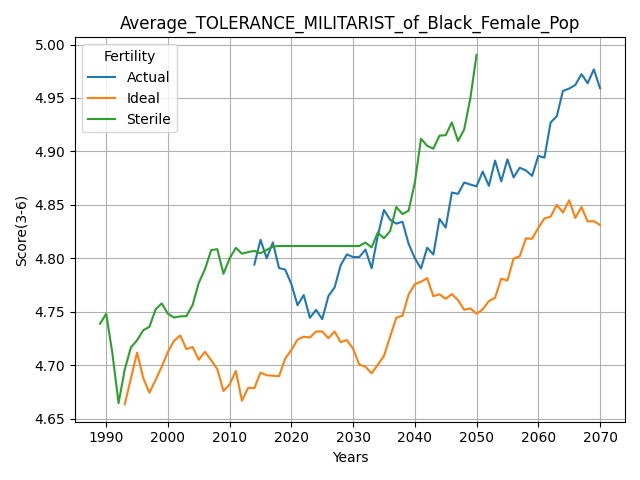 Average_TOLERANCE_MILITARIST_of_Black_Female_Pop
Fertility
Actual
Ideal
Sterile
Score(3-6)
5.00
4.95
4.90
4.85
4.80
4.75
4.70
4.65
1990 2000 2010 2020 2030 2040 2050 2060 2070
Years